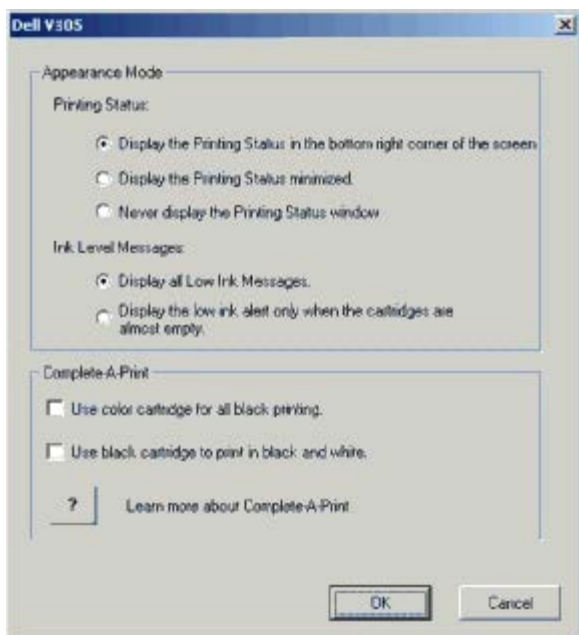 Dell V305
Appearance Mode
Printing Status:
Display the Printing Status in the bottom right corner of the screen
Display the Printing Status minimized.
Never display the Printing Status window
Ink Level Messages:
Display all Low Ink Messages.
Display the low ink alert only when the cartridges are
almost empty.
Complete-A-Print
Use color cartridge for all black printing.
Use black cartridge to print in black and white.
?
Learn more about Complete-A-Print
OK
Cancel